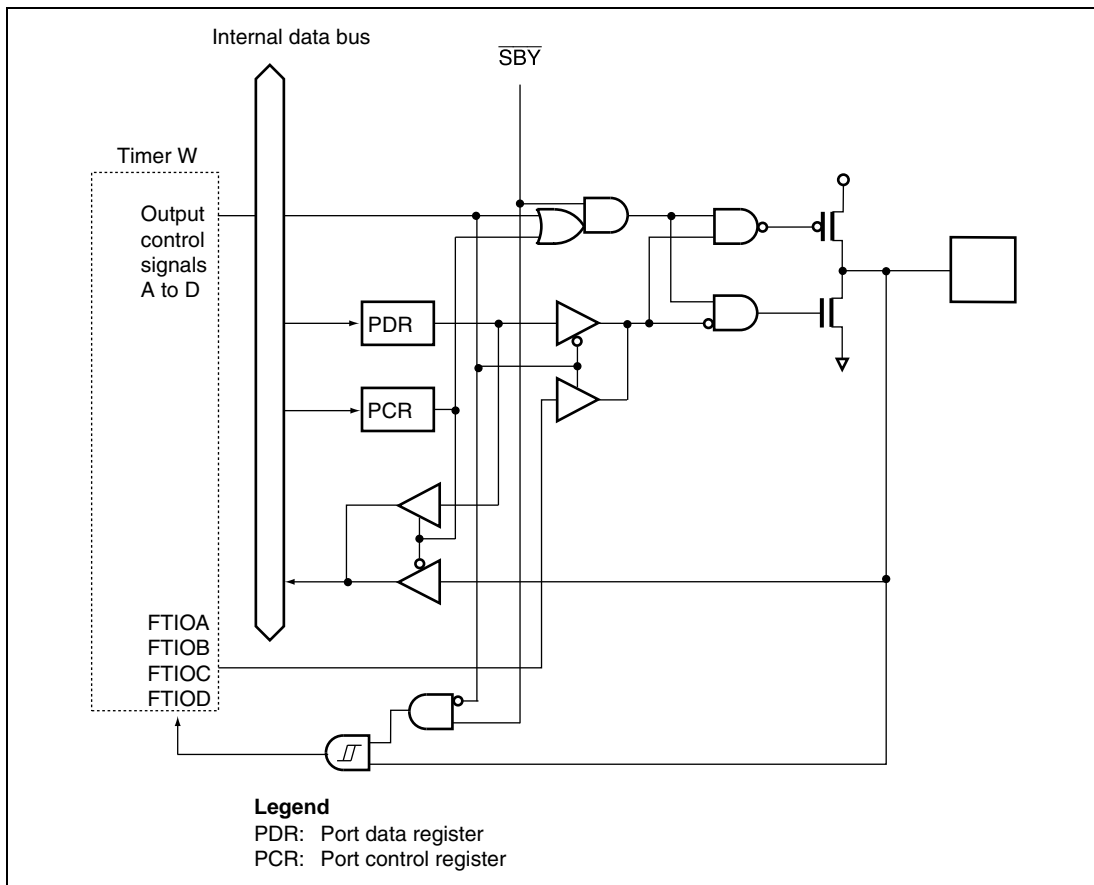 Internal data bus
S̅B̅Y̅
Timer W
Output
control
signals
A to D
PDR
PCR
FTIOA
FTIOB
FTIOC
FTIOD
Legend
PDR: Port data register
PCR: Port control register